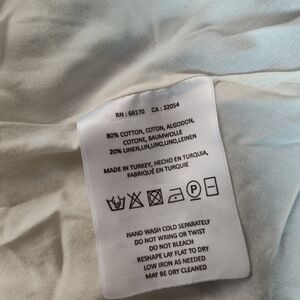 RN : 66170 CA : 32054
80% COTTON, COTON, ALGODON,
COTONE, BAUMWOLLE
20% LINEN,LIN,LINO,LINO,LEINEN
MADE IN TURKEY, HECHO EN TURQUIA,
FABRIQUÉ EN TURQUIE
P
HAND WASH COLD SEPARATELY
DO NOT WRING OR TWIST
DO NOT BLEACH
RESHAPE LAY FLAT TO DRY
LOW IRON AS NEEDED
MAY BE DRY CLEANED